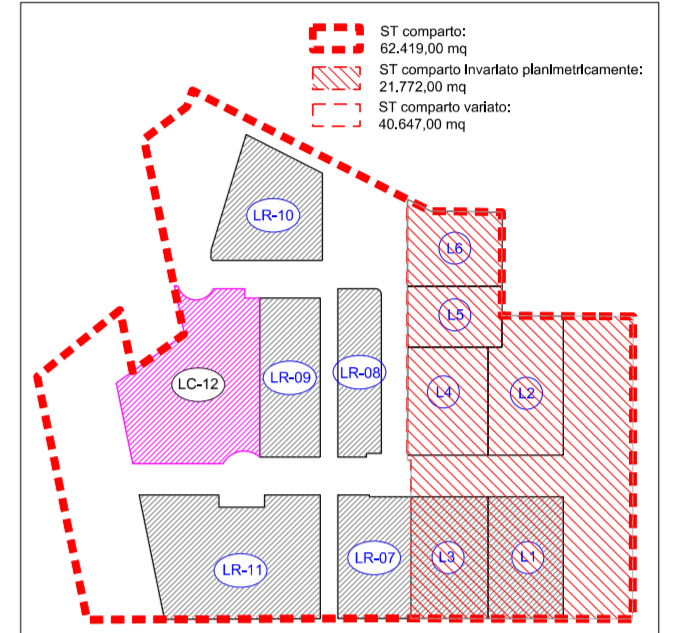 ST comparto:
62.419,00 mq
ST comparto invariato planimetricamente:
21.772,00 mq
ST comparto variato:
40.647,00 mq
LR-10
L6
L5
LC-12
LR-09
LR-08
L4
L2
LR-11
LR-07
L3
L1